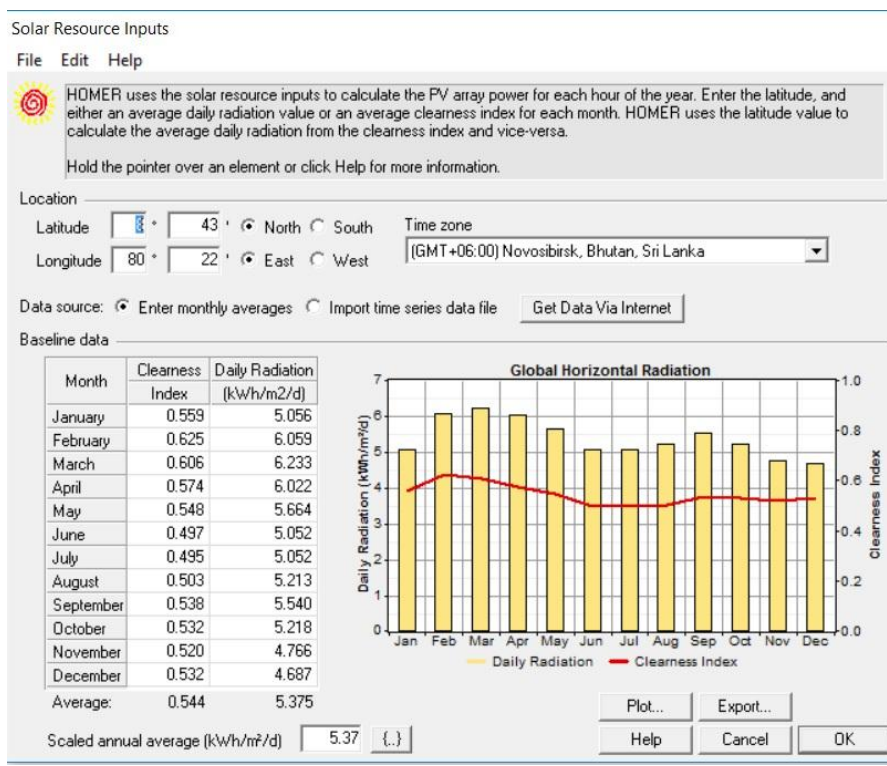 Solar Resource Inputs
File Edit Help
HOMER uses the solar resource inputs to calculate the PV array power for each hour of the year. Enter the latitude, and
either an average daily radiation value or an average clearness index for each month. HOMER uses the latitude value to
calculate the average daily radiation from the clearness index and vice-versa.
Hold the pointer over an element or click Help for more information.
Location
Latitude ° 43 ' North South Time zone
Longitude 80 ° 22 ' East West (GMT+06:00) Novosibirsk, Bhutan, Sri Lanka
Data source: Enter monthly averages Import time series data file Get Data Via Internet
Baseline data
Month Clearness Index Daily Radiation (kWh/m2/d)
January 0.559 5.056
February 0.625 6.059
March 0.606 6.233
April 0.574 6.022
May 0.548 5.664
June 0.497 5.052
July 0.495 5.052
August 0.503 5.213
September 0.538 5.540
October 0.532 5.218
November 0.520 4.766
December 0.532 4.687
Average: 0.544 5.375
Scaled annual average (kWh/m²/d) 5.37 {..}
Global Horizontal Radiation
Daily Radiation (kWh/m²/d)
7
6
5
4
3
2
1
0
Jan Feb Mar Apr May Jun Jul Aug Sep Oct Nov Dec
1.0
0.8
0.6
0.4
0.2
0.0
Clearness Index
Daily Radiation Clearness Index
Plot... Export...
Help Cancel OK